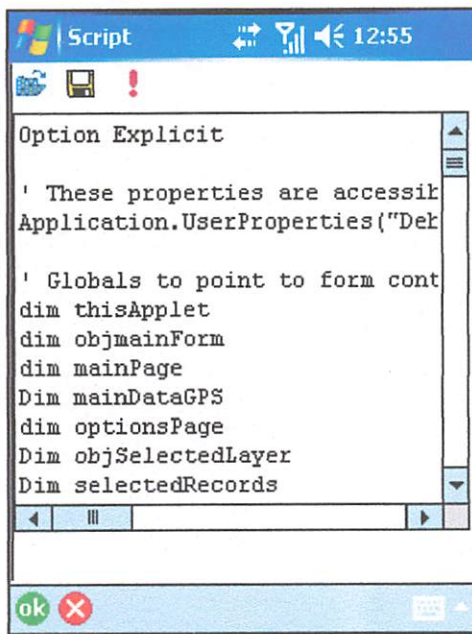 Script 12:55
Option Explicit
' These properties are accessib
Application.UserProperties("Deb
' Globals to point to form cont
dim thisApplet
dim objmainForm
dim mainPage
Dim mainDataGPS
dim optionsPage
Dim objSelectedLayer
Dim selectedRecords
ok